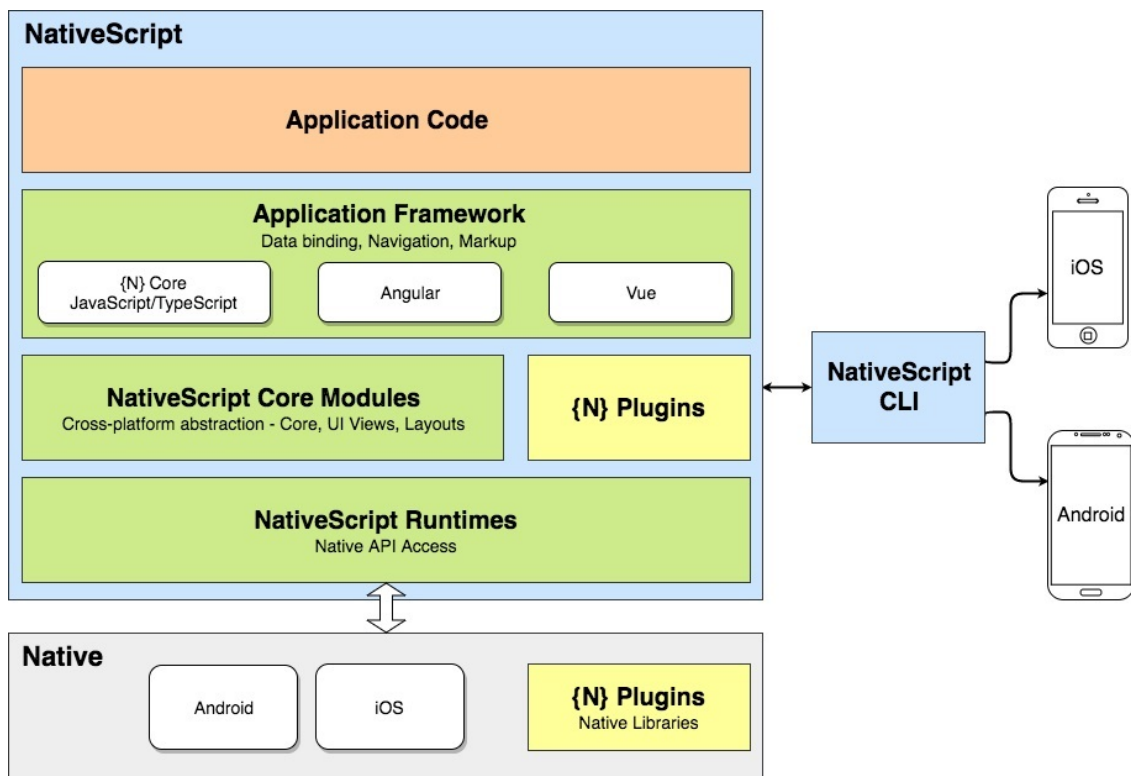 NativeScript
Application Code
Application Framework
Data binding, Navigation, Markup
{N} Core
JavaScript/TypeScript
Angular
Vue
NativeScript Core Modules
Cross-platform abstraction - Core, UI Views, Layouts
{N} Plugins
NativeScript Runtimes
Native API Access
NativeScript
CLI
iOS
Android
Native
Android
iOS
{N} Plugins
Native Libraries